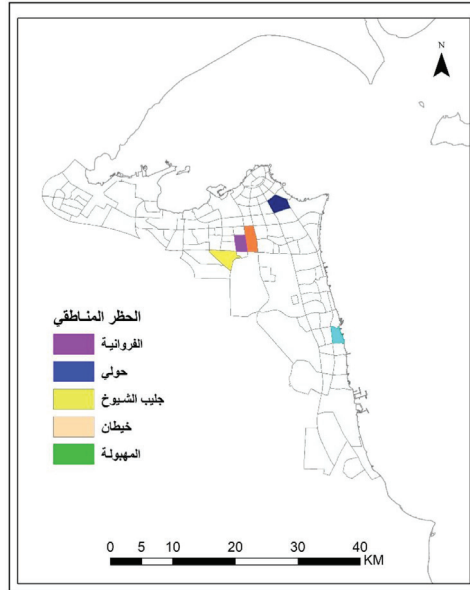 N
الحظر المناطقي
الفروانية
حولي
جليب الشيوخ
خيطان
المهبولة
0 5 10 20 30 40
KM